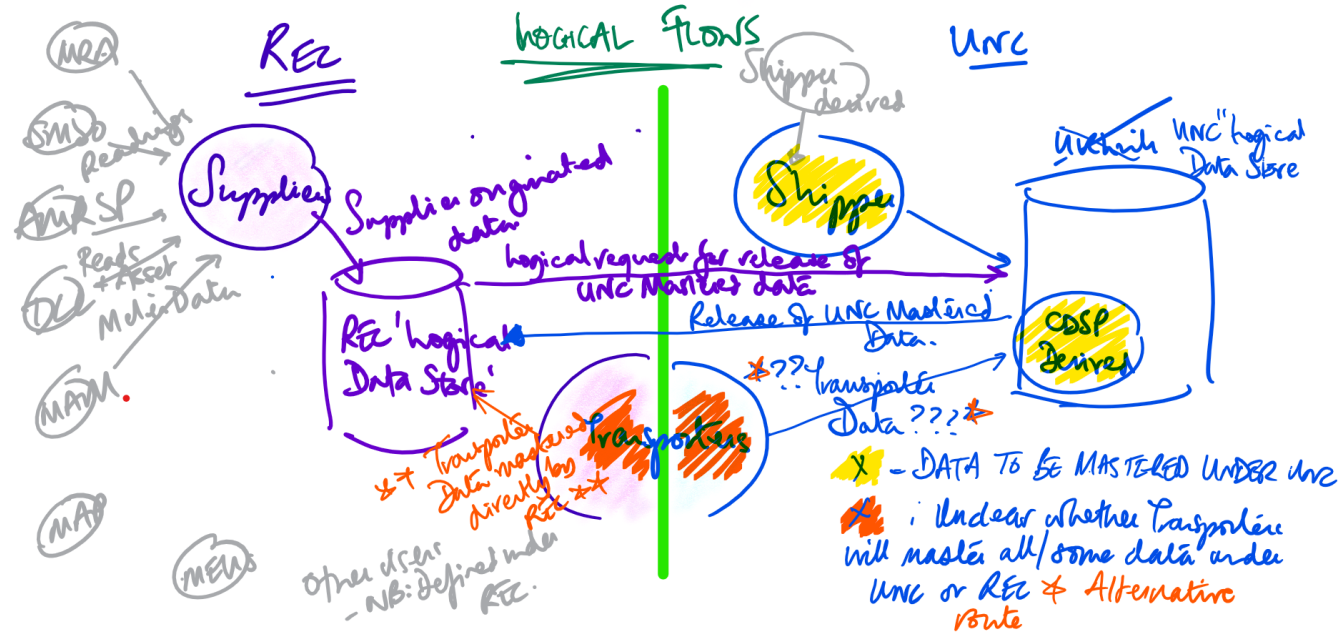 LOGICAL FLOWS
REC
UNC
MRA
SMSO
Readings
AMR SP
Reads
+ Asset
Meter Data
MAM
MAP
MEUs
Other User
- NB: Defined under
REC.
Supplier
Supplier originated
data
REC 'Logical
Data Store'
Logical request for release of
UNC Mastered data
Release of UNC Mastered
Data.
Shipper
derived
Shipper
UNC "Logical
Data Store
CDSP
Derived
Transporters
*??Transporter
Data???*
** Transporter
Data mastered
directly by
REC **
X - DATA TO BE MASTERED UNDER UNC
X : Unclear whether Transporter
will master all/some data under
UNC or REC * Alternative
route